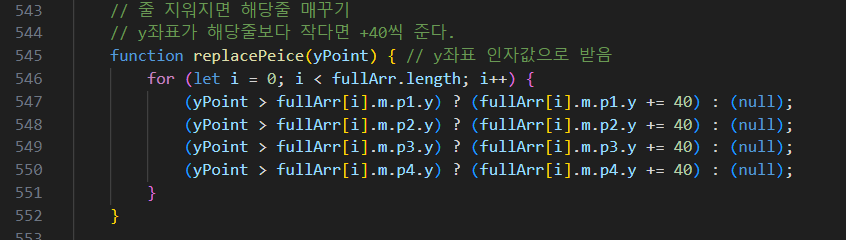 543 // 줄 지워지면 해당줄 매꾸기
544 // y좌표가 해당줄보다 작다면 +40씩 준다.
545 function replacePeice(yPoint) { // y좌표 인자값으로 받음
546 for (let i = 0; i < fullArr.length; i++) {
547 (yPoint > fullArr[i].m.p1.y) ? (fullArr[i].m.p1.y += 40) : (null);
548 (yPoint > fullArr[i].m.p2.y) ? (fullArr[i].m.p2.y += 40) : (null);
549 (yPoint > fullArr[i].m.p3.y) ? (fullArr[i].m.p3.y += 40) : (null);
550 (yPoint > fullArr[i].m.p4.y) ? (fullArr[i].m.p4.y += 40) : (null);
551 }
552 }
553